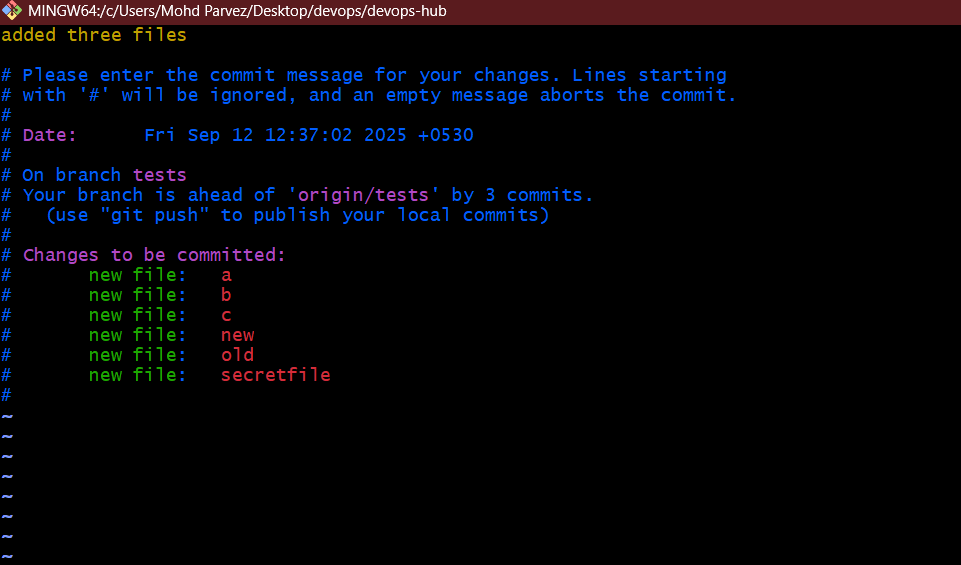 MINGW64:/c/Users/Mohd Parvez/Desktop/devops/devops-hub
added three files
# Please enter the commit message for your changes. Lines starting
# with '#' will be ignored, and an empty message aborts the commit.
#
# Date:      Fri Sep 12 12:37:02 2025 +0530
#
# On branch tests
# Your branch is ahead of 'origin/tests' by 3 commits.
#   (use "git push" to publish your local commits)
#
# Changes to be committed:
#       new file:   a
#       new file:   b
#       new file:   c
#       new file:   new
#       new file:   old
#       new file:   secretfile
#
~
~
~
~
~
~
~
~